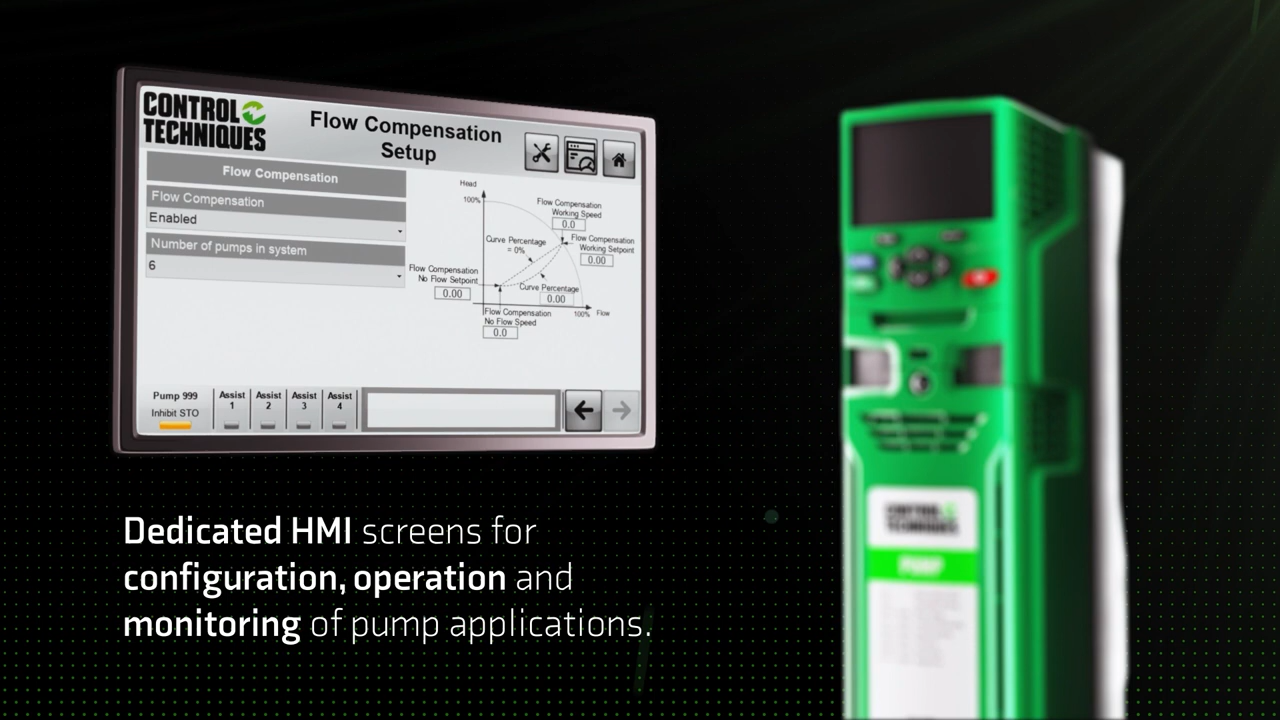 CONTROL
TECHNIQUES
Flow Compensation
Setup
Flow Compensation
Flow Compensation
Enabled
Number of pumps in system
6
Head
100%
Flow Compensation
Working Speed
0.0
Flow Compensation
Working Setpoint
0.00
Curve Percentage
= 0%
Flow Compensation
No Flow Setpoint
0.00
Curve Percentage
0.00
Flow Compensation
No Flow Speed
0.0
100%
Flow
Pump 999
Inhibit STO
Assist
1
Assist
2
Assist
3
Assist
4
Dedicated HMI screens for
configuration, operation and
monitoring of pump applications.
CONTROL
TECHNIQUES
PUMP